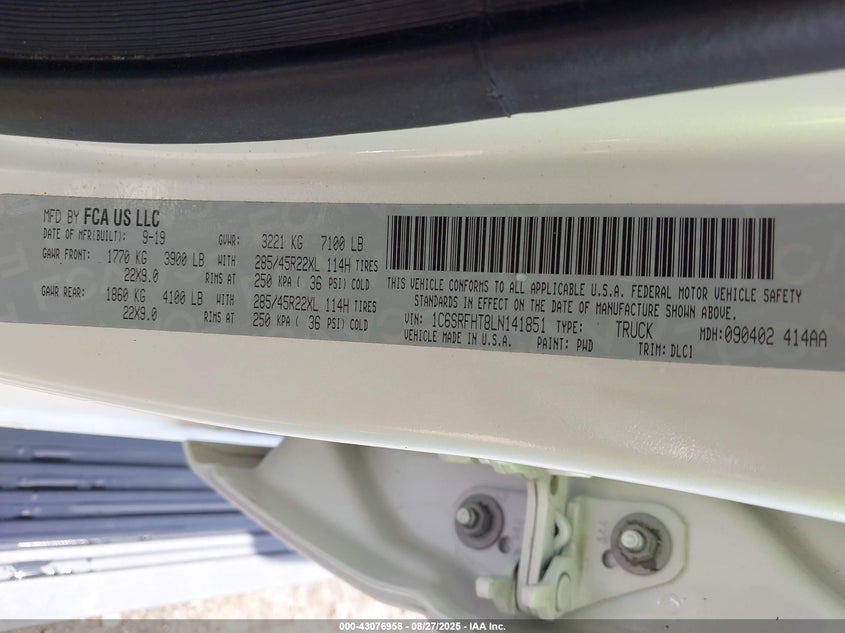 MFD BY FCA US LLC
DATE OF MFR(BUILT): 9-19 GVWR: 3221 KG 7100 LB
GAWR FRONT: 1770 KG 3900 LB WITH 285/45R22XL 114H TIRES
22X9.0 RIMS AT 250 KPA ( 36 PSI) COLD
GAWR REAR: 1860 KG 4100 LB WITH 285/45R22XL 114H TIRES
22X9.0 RIMS AT 250 KPA ( 36 PSI) COLD
THIS VEHICLE CONFORMS TO ALL APPLICABLE U.S.A. FEDERAL MOTOR VEHICLE SAFETY
STANDARDS IN EFFECT ON THE DATE OF MANUFACTURE SHOWN ABOVE.
VIN: 1C6SRFHT8LN141851 TYPE: TRUCK MDH:090402 414AA
VEHICLE MADE IN U.S.A. PAINT: PWD TRIM: DLC1
000-43076958 - 08/27/2025 - IAA Inc.